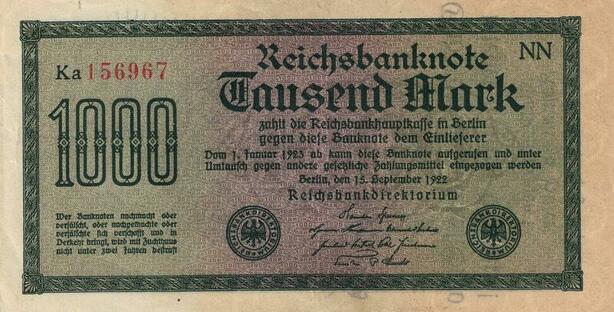 Ka 156967
Reichsbanknote
NN
Tausend Mark
1000
zahlt die Reichsbankhauptkasse in Berlin
gegen diese Banknote dem Einlieferer
Vom 1. Januar 1923 ab kann diese Banknote aufgerufen und unter
Umtausch gegen andere gesetzliche Zahlungsmittel eingezogen werden
Berlin, den 15. September 1922
Reichsbankdirektorium
Wer Banknoten nachmacht oder
verfälscht, oder nachgemachte oder
verfälschte sich verschafft und in
Verkehr bringt, wird mit Zuchthaus
nicht unter zwei Jahren bestraft